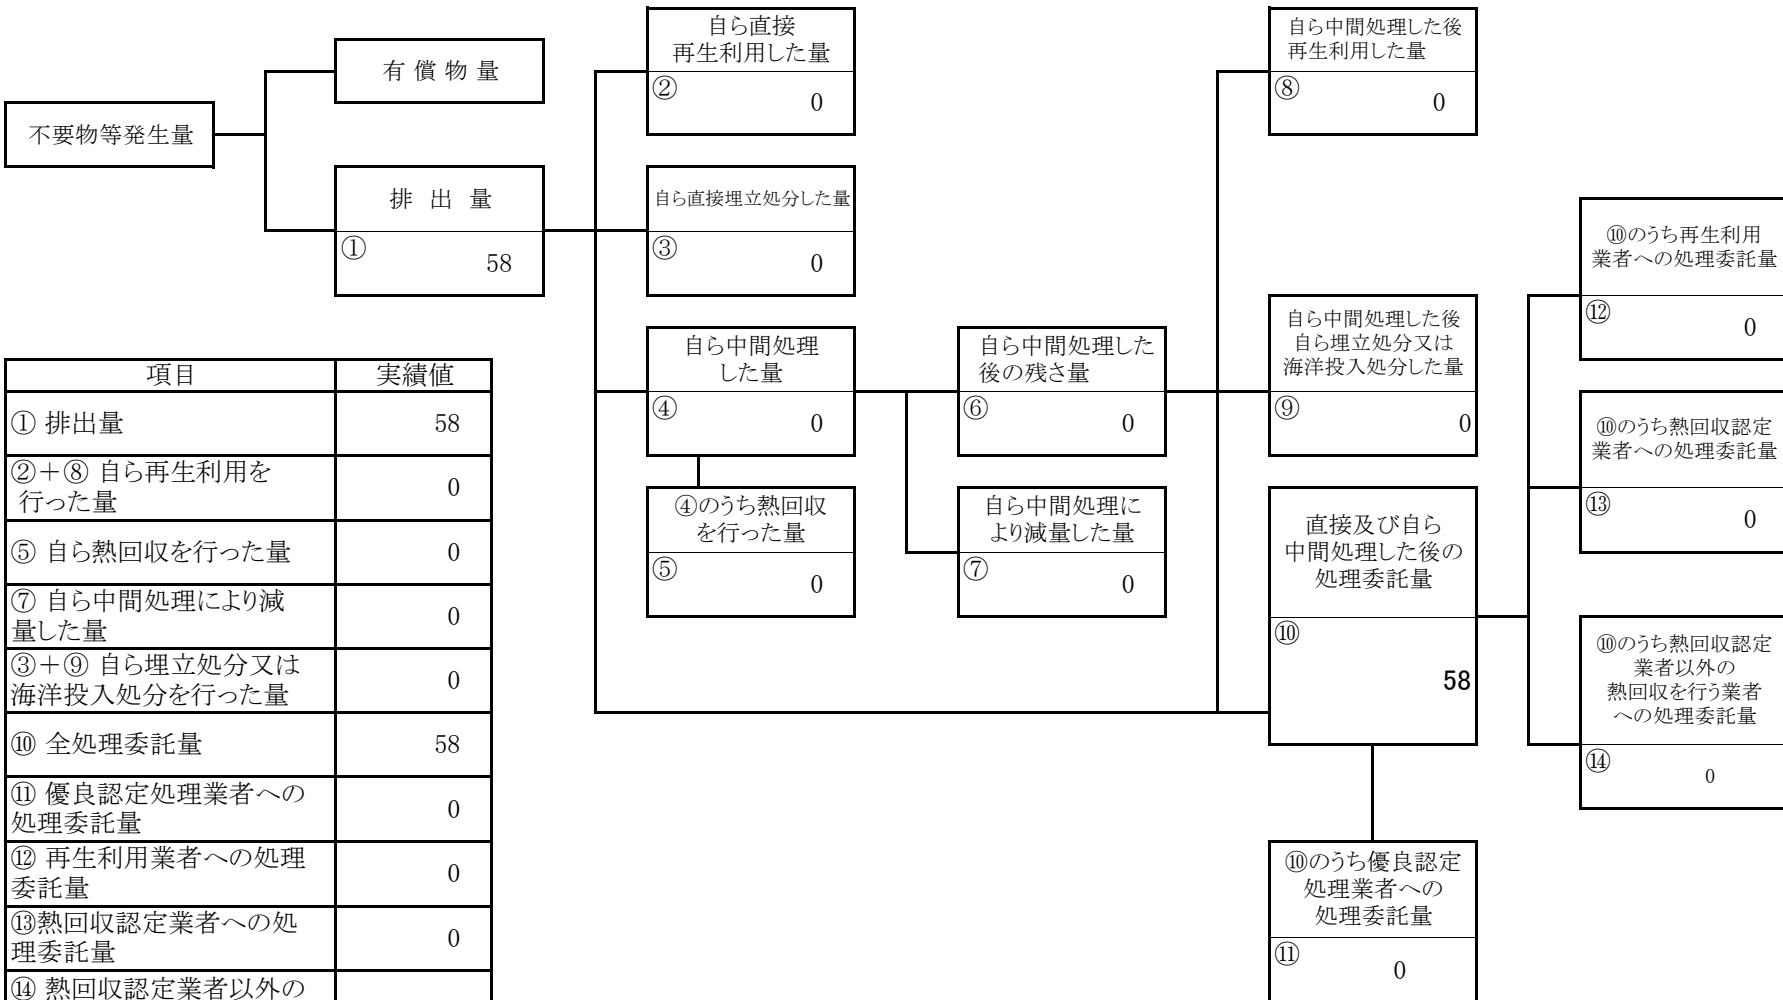 不要物等発生量
有 償 物 量
排 出 量
①
58
自ら直接
再生利用した量
②
0
自ら直接埋立処分した量
③
0
自ら中間処理
した量
④
0
④のうち熱回収
を行った量
⑤
0
自ら中間処理した
後の残さ量
⑥
0
自ら中間処理に
より減量した量
⑦
0
自ら中間処理した後
再生利用した量
⑧
0
自ら中間処理した後
自ら埋立処分又は
海洋投入処分した量
⑨
0
直接及び自ら
中間処理した後の
処理委託量
⑩
58
⑩のうち優良認定
処理業者への
処理委託量
⑪
0
⑩のうち再生利用
業者への処理委託量
⑫
0
⑩のうち熱回収認定
業者への処理委託量
⑬
0
⑩のうち熱回収認定
業者以外の
熱回収を行う業者
への処理委託量
⑭
0
項目 実績値
① 排出量 58
②+⑧ 自ら再生利用を
行った量 0
⑤ 自ら熱回収を行った量 0
⑦ 自ら中間処理により減
量した量 0
③+⑨ 自ら埋立処分又は
海洋投入処分を行った量 0
⑩ 全処理委託量 58
⑪ 優良認定処理業者への
処理委託量 0
⑫ 再生利用業者への処理
委託量 0
⑬熱回収認定業者への処
理委託量 0
⑭ 熱回収認定業者以外の